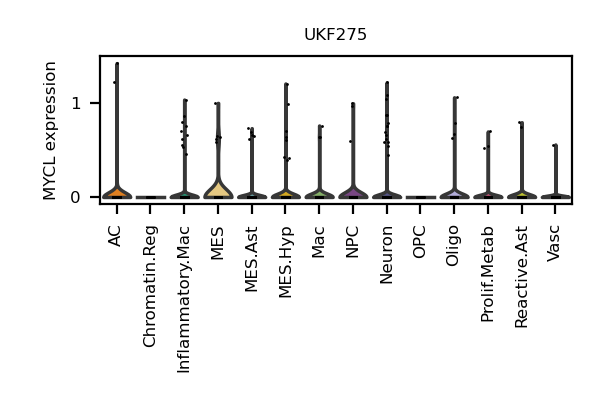 UKF275
MYCL expression
1
0
AC
Chromatin.Reg
Inflammatory.Mac
MES
MES.Ast
MES.Hyp
Mac
NPC
Neuron
OPC
Oligo
Prolif.Metab
Reactive.Ast
Vasc